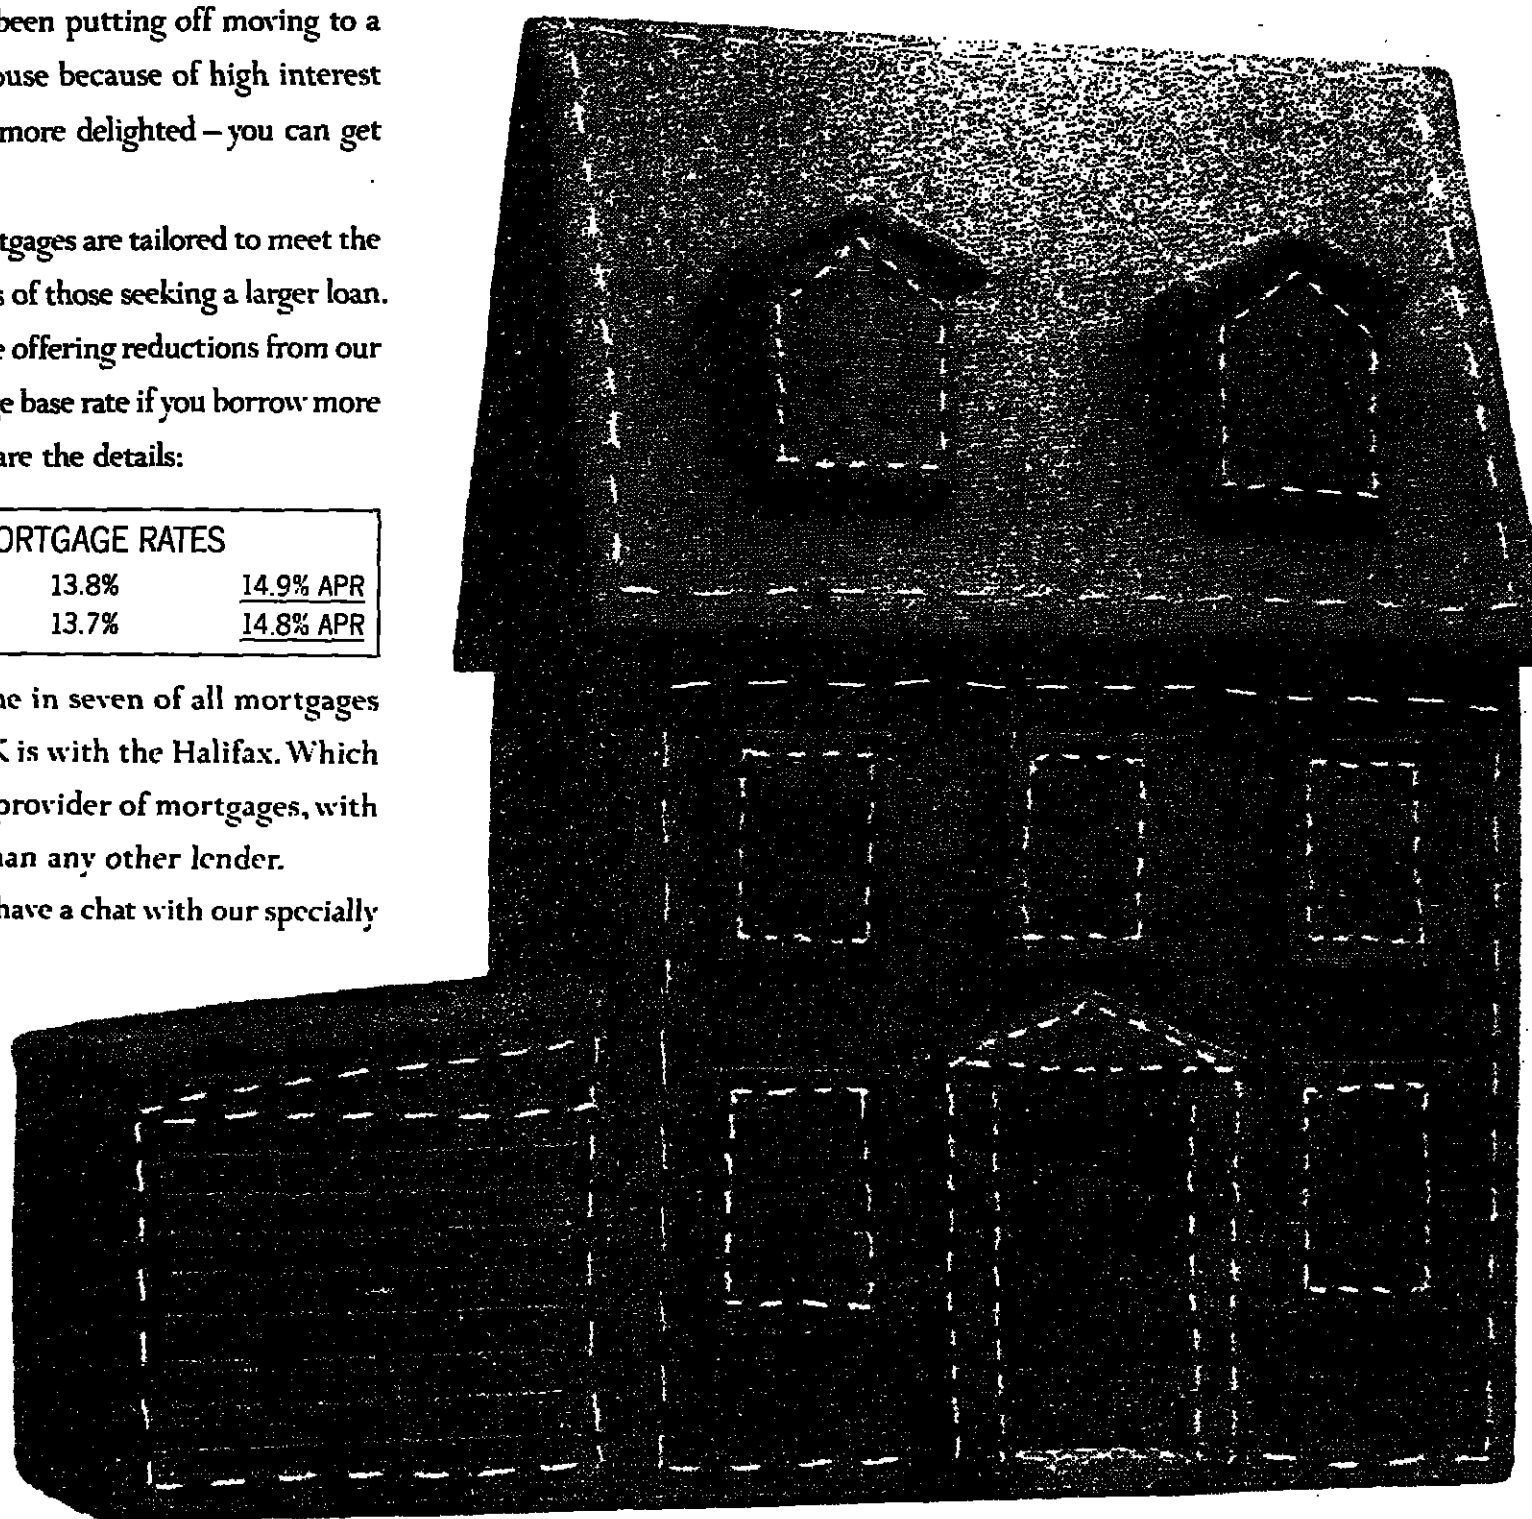 been putting off moving to a
ouse because of high interest
more delighted – you can get
tgages are tailored to meet the
s of those seeking a larger loan.
e offering reductions from our
e base rate if you borrow more
are the details:
ORTGAGE RATES
13.8% 14.9% APR
13.7% 14.8% APR
ne in seven of all mortgages
K is with the Halifax. Which
provider of mortgages, with
han any other lender.
have a chat with our specially